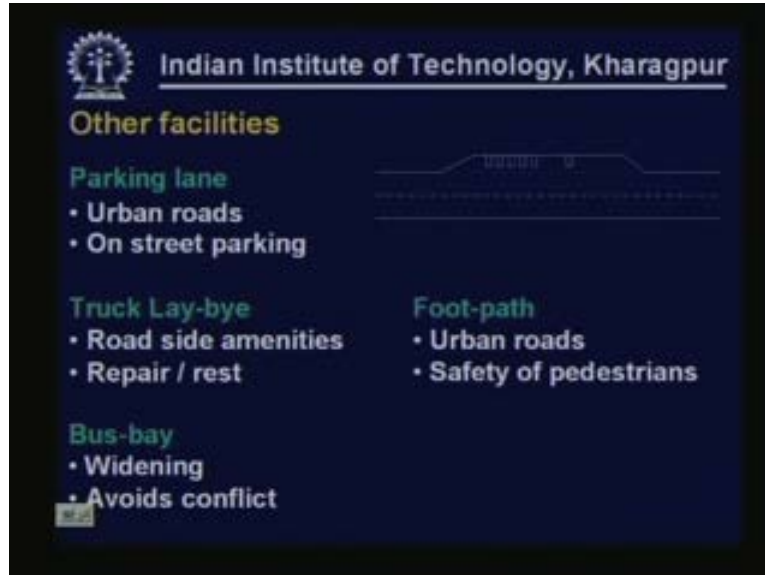 Indian Institute of Technology, Kharagpur
Other facilities
Parking lane
• Urban roads
• On street parking
Truck Lay-bye
• Road side amenities
• Repair / rest
Foot-path
• Urban roads
• Safety of pedestrians
Bus-bay
• Widening
• Avoids conflict